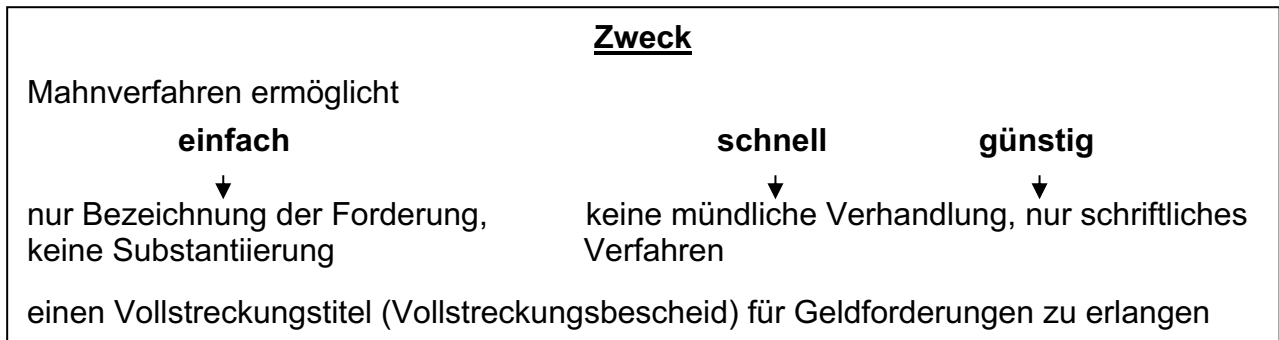 Zweck
Mahnverfahren ermöglicht
einfach schnell günstig
nur Bezeichnung der Forderung, keine mündliche Verhandlung, nur schriftliches
keine Substantiierung Verfahren
einen Vollstreckungstitel (Vollstreckungsbescheid) für Geldforderungen zu erlangen